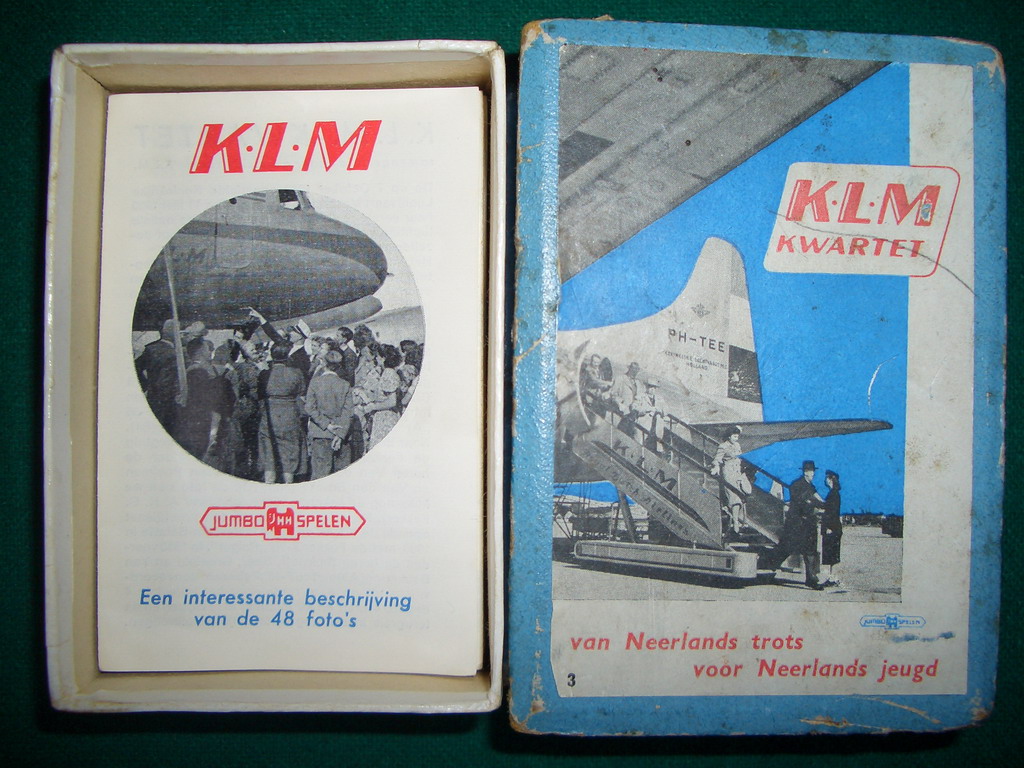 K·L·M
JUMBO SPELEN
Een interessante beschrijving
van de 48 foto's
K·L·M
KWARTET
PH-TEE
K·L·M
JUMBO SPELEN
van Neerlands trots
voor Neerlands jeugd
3